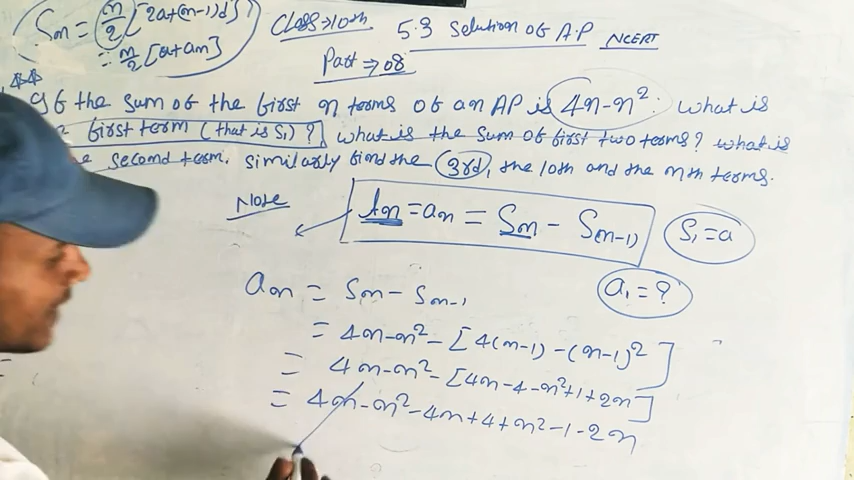 Sn = n/2 [2a+(n-1)d]
= n/2 [a+an]
Class → 10th
5.3 Solution of A.P NCERT
Part → 08
If the sum of the first n terms of an AP is 4n-n². what is
first term (that is S₁)? what is the sum of first two terms? what is
second term. similarly find the 3rd, the 10th and the nth terms.
Note
tn = an = Sn - S(n-1)
S₁ = a
a₁ = ?
an = Sn - Sn-1
= 4n-n² - [4(n-1) - (n-1)²]
= 4n-n² - [4n-4-n²+1+2n]
= 4n-n²-4n+4+n²-1-2n